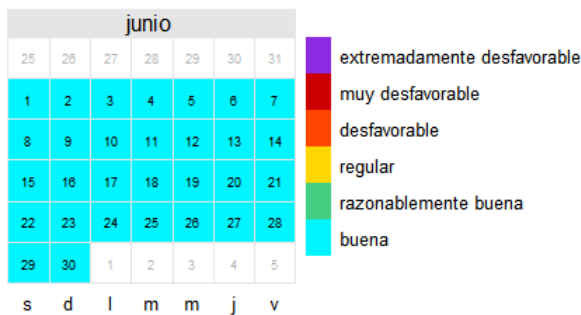 junio
25 26 27 28 29 30 31
1 2 3 4 5 6 7
8 9 10 11 12 13 14
15 16 17 18 19 20 21
22 23 24 25 26 27 28
29 30 1 2 3 4 5
s d l m m j v
extremadamente desfavorable
muy desfavorable
desfavorable
regular
razonablemente buena
buena